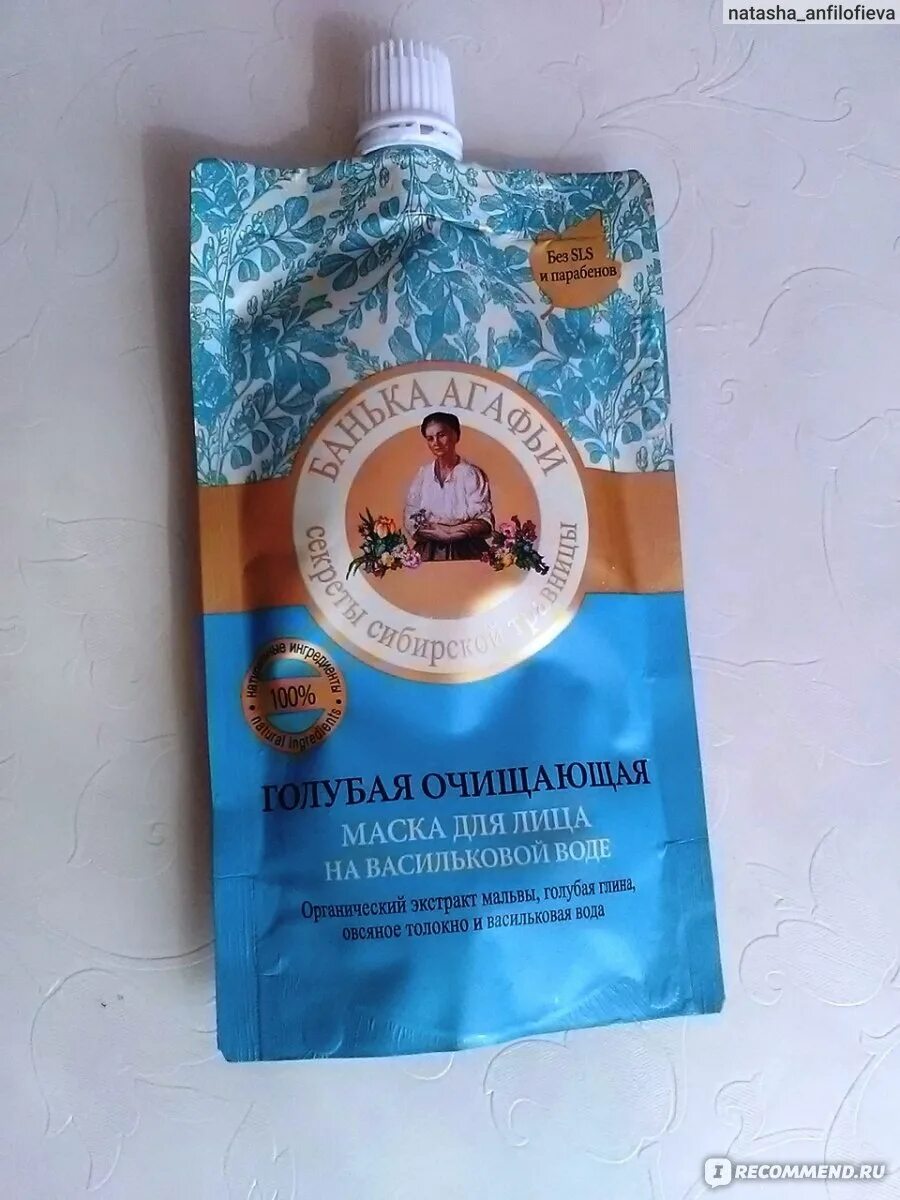 natasha_anfilofieva
Без SLS
и парабенов
БАНЬКА АГАФЬИ
секреты сибирской травницы
натуральные ингредиенты
100%
natural ingredients
ГОЛУБАЯ ОЧИЩАЮЩАЯ
МАСКА ДЛЯ ЛИЦА
НА ВАСИЛЬКОВОЙ ВОДЕ
Органический экстракт мальвы, голубая глина,
овсяное толокно и васильковая вода
I RECOMMEND.RU